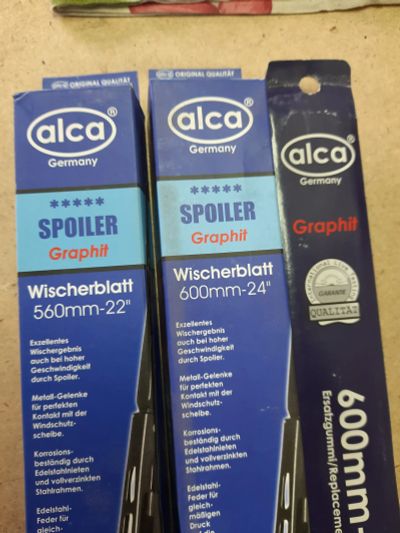 ORIGINAL QUALITÄT
alca®
Germany
★★★★★
SPOILER
Graphit
Wischerblatt
560mm-22"
Exzellentes
Wischergebnis
auch bei hoher
Geschwindigkeit
durch Spoiler.
Metall-Gelenke
für perfekten
Kontakt mit der
Windschutz-
scheibe.
Korrosions-
beständig durch
Edelstahlnieten
und vollverzinkten
Stahlrahmen.
Edelstahl-
Feder für
gleich-
ORIGINAL QUALITÄT
alca®
Germany
★★★★★
SPOILER
Graphit
Wischerblatt
600mm-24"
Exzellentes
Wischergebnis
auch bei hoher
Geschwindigkeit
durch Spoiler.
Metall-Gelenke
für perfekten
Kontakt mit der
Windschutz-
scheibe.
Korrosions-
beständig durch
Edelstahlnieten
und vollverzinkten
Stahlrahmen.
Edelstahl-
Feder für
gleich-
mäßigen
Druck
auf die
alca®
Germany
Graphit
GARANTIE
QUALITÄT
600mm-
Ersatzgummi/Replaceme